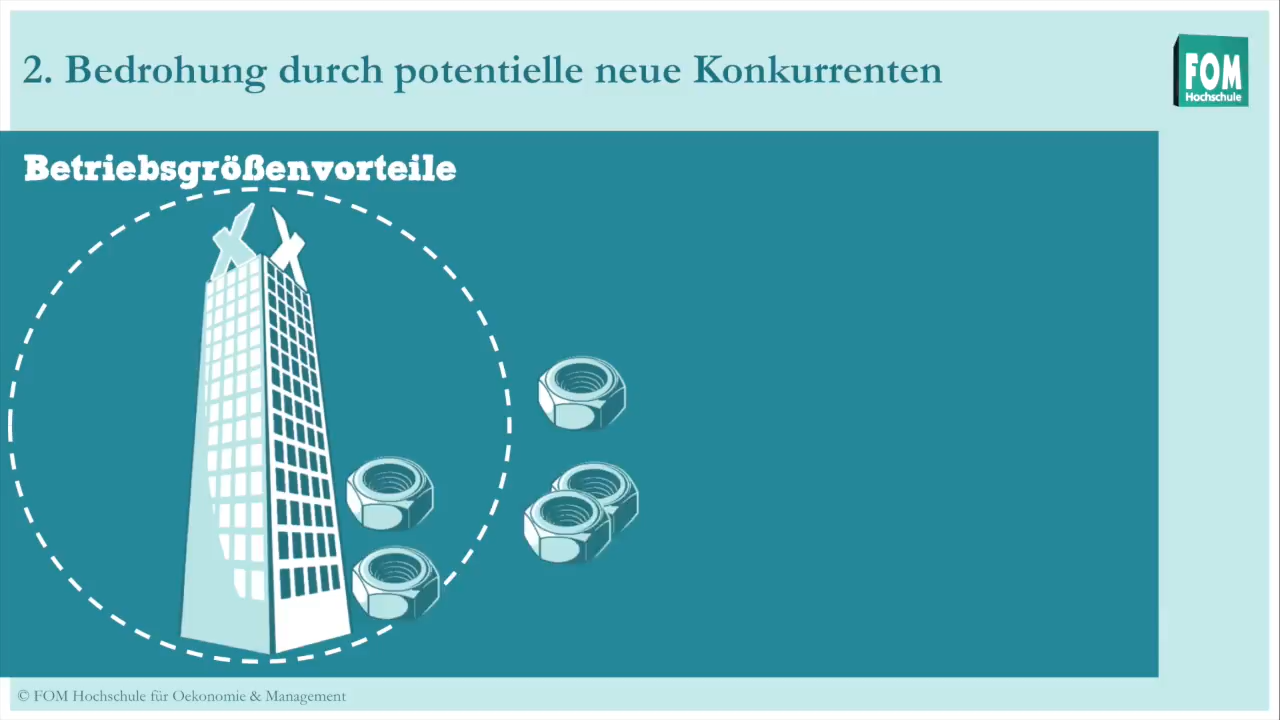 2. Bedrohung durch potentielle neue Konkurrenten
FOM
Hochschule
Betriebsgrößenvorteile
© FOM Hochschule für Oekonomie & Management